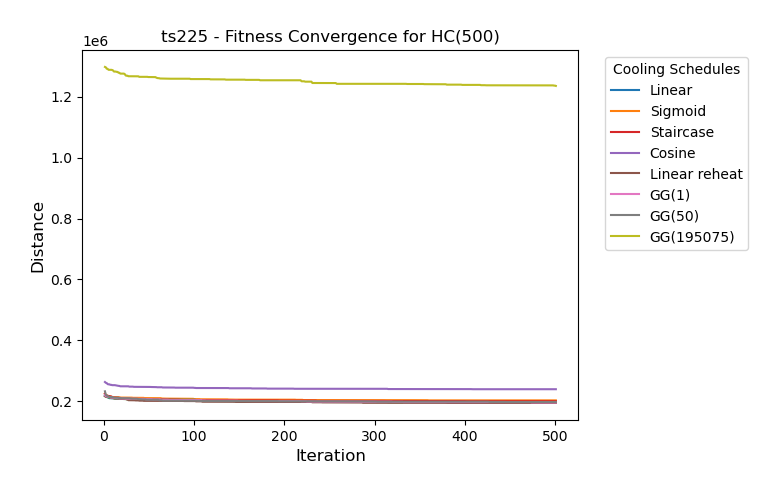 ts225 - Fitness Convergence for HC(500)
1e6
1.2
1.0
0.8
0.6
0.4
0.2
Distance
0
100
200
300
400
500
Iteration
Cooling Schedules
Linear
Sigmoid
Staircase
Cosine
Linear reheat
GG(1)
GG(50)
GG(195075)